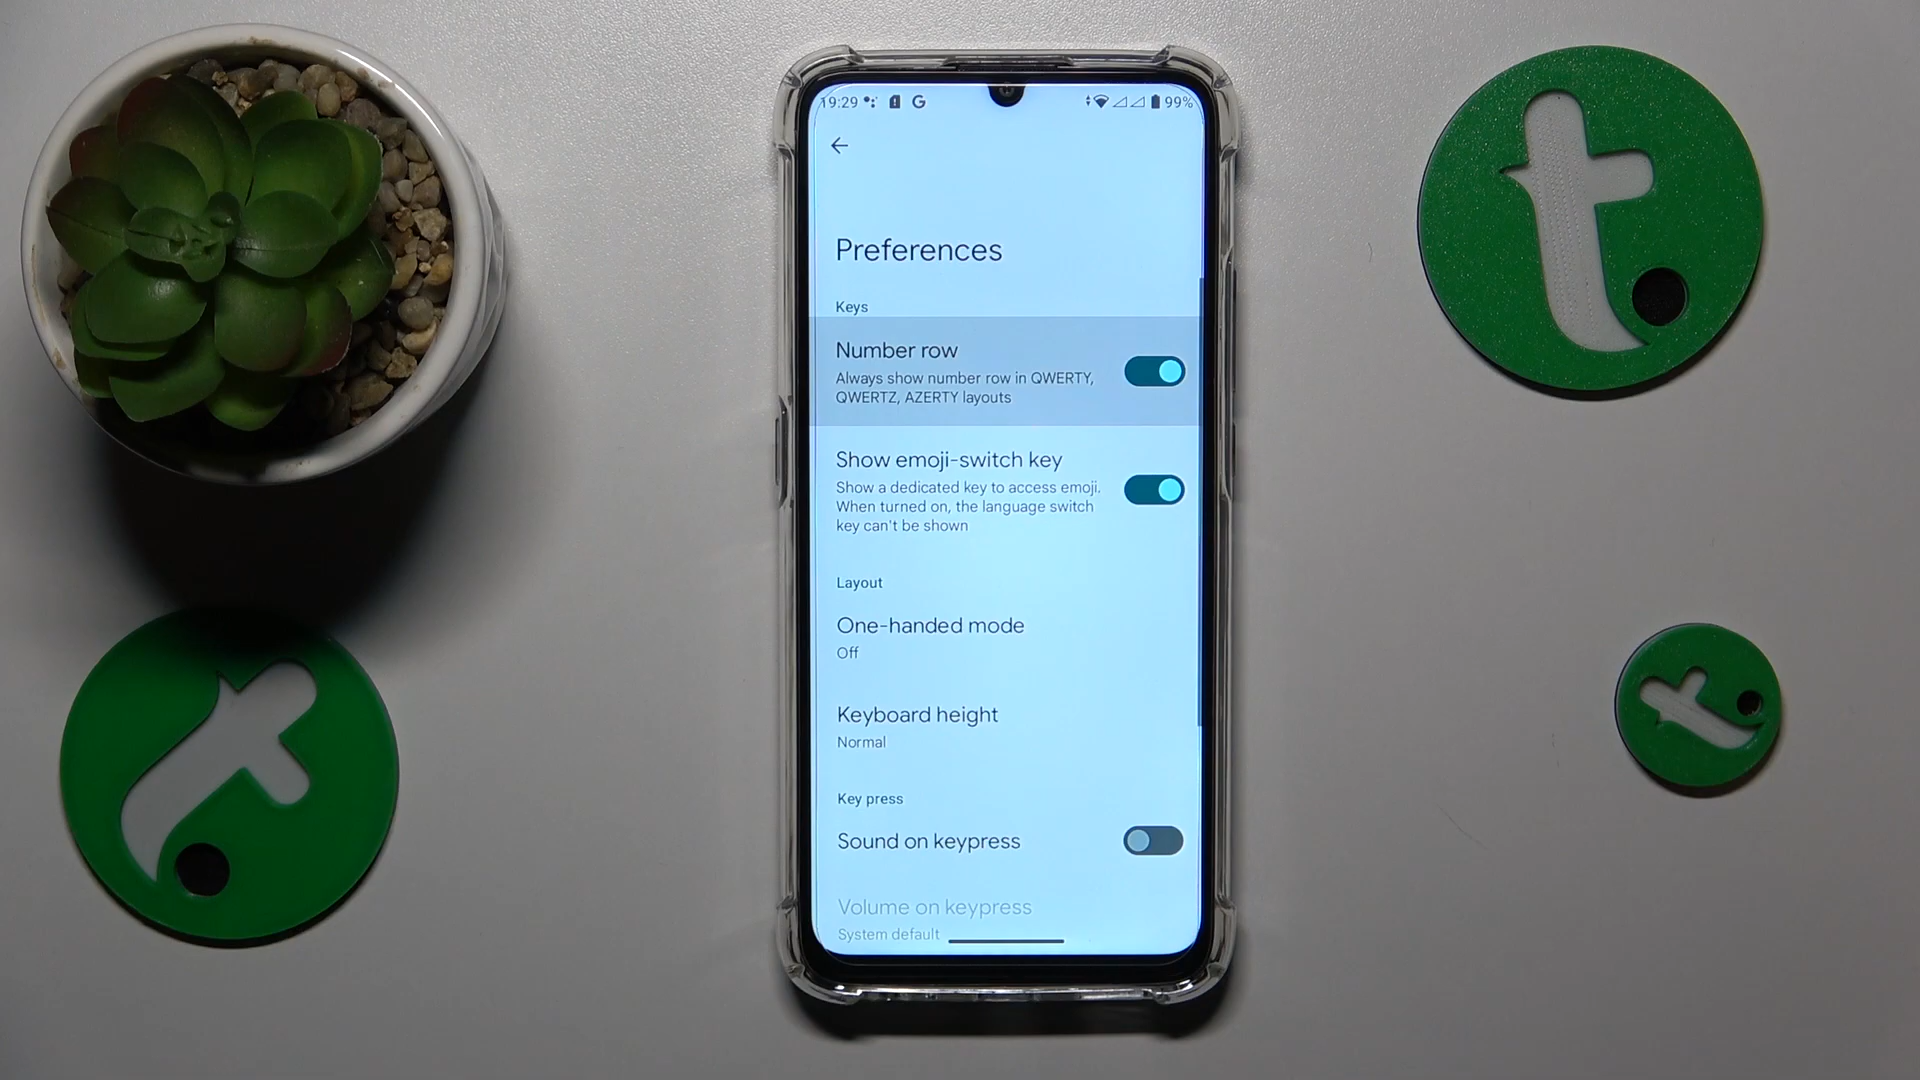 19:29 G 99%
Preferences
Keys
Number row
Always show number row in QWERTY,
QWERTZ, AZERTY layouts
Show emoji-switch key
Show a dedicated key to access emoji.
When turned on, the language switch
key can't be shown
Layout
One-handed mode
Off
Keyboard height
Normal
Key press
Sound on keypress
Volume on keypress
System default